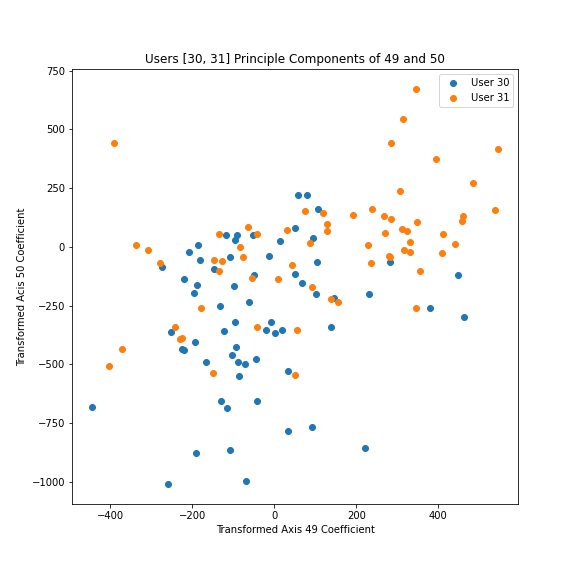 Users [30, 31] Principle Components of 49 and 50
User 30
User 31
750
500
250
0
−250
−500
−750
−1000
Transformed Acis 50 Coefficient
−400
−200
0
200
400
Transformed Axis 49 Coefficient